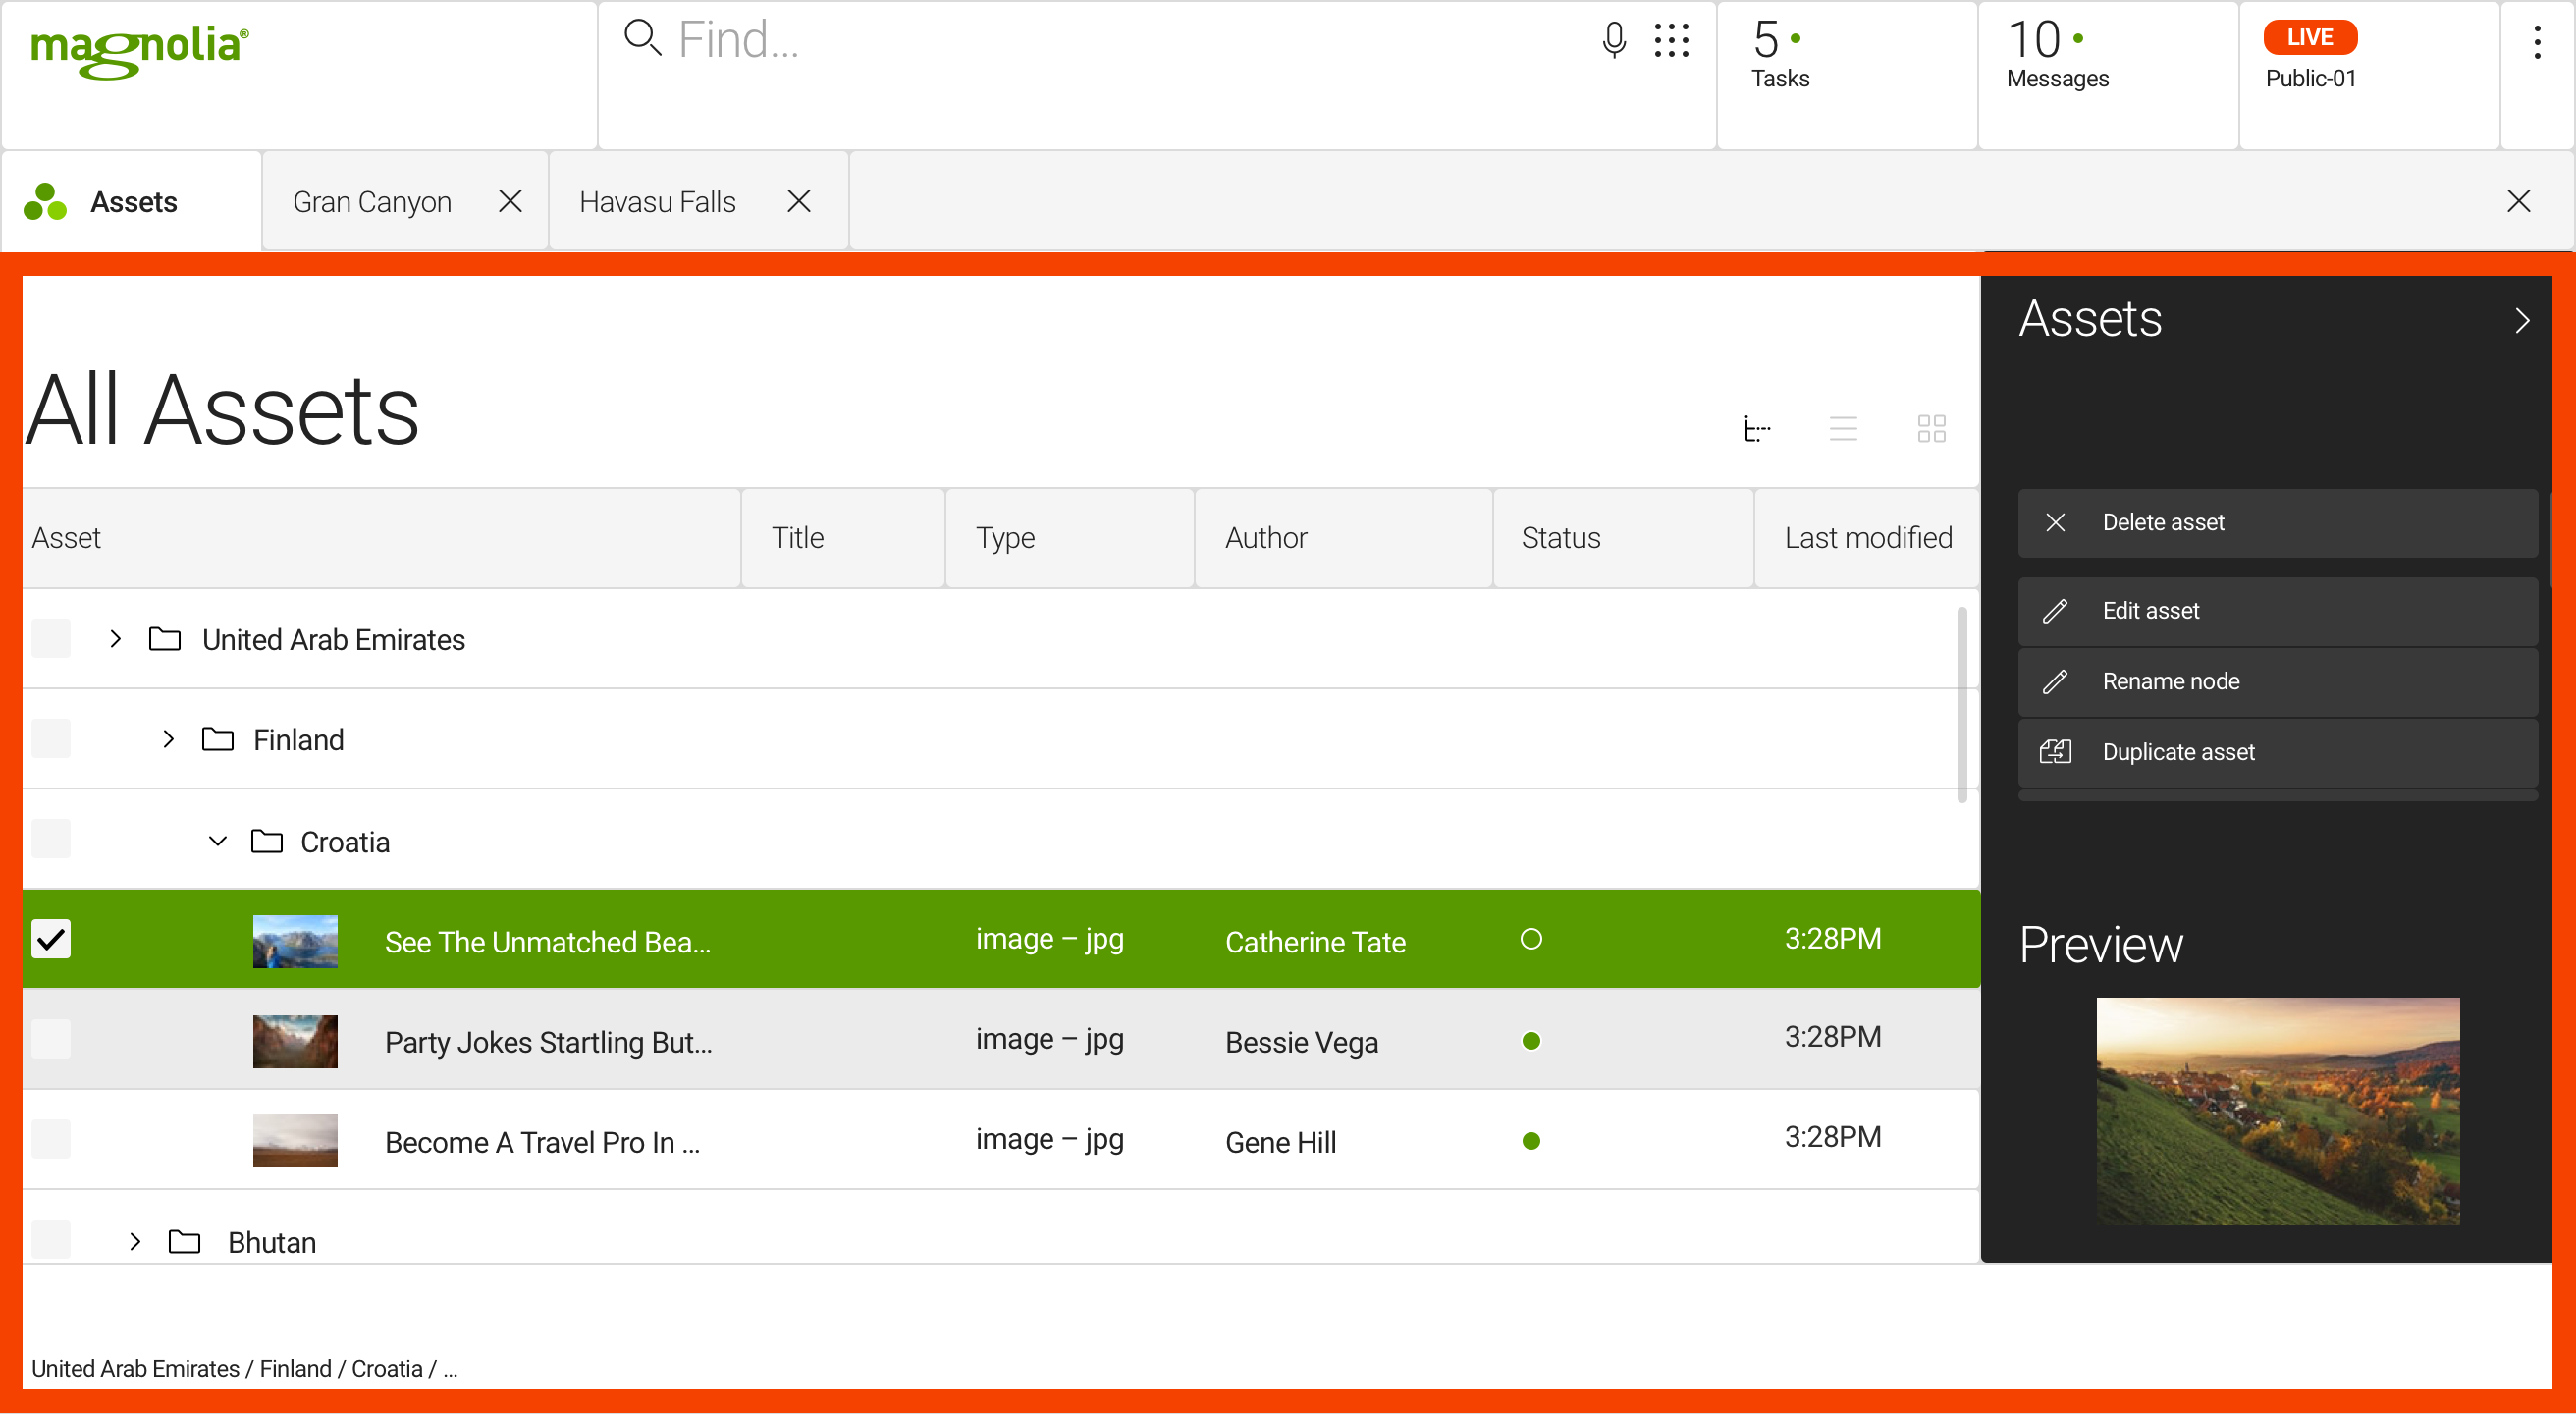 magnolia®
Find...
5
Tasks
10
Messages
LIVE
Public-01
Assets
Gran Canyon
Havasu Falls
All Assets
Assets
Asset Title Type Author Status Last modified
Delete asset
Edit asset
Rename node
Duplicate asset
United Arab Emirates
Finland
Croatia
See The Unmatched Bea... image – jpg Catherine Tate 3:28PM
Party Jokes Startling But... image – jpg Bessie Vega 3:28PM
Become A Travel Pro In ... image – jpg Gene Hill 3:28PM
Bhutan
Preview
United Arab Emirates / Finland / Croatia / ...